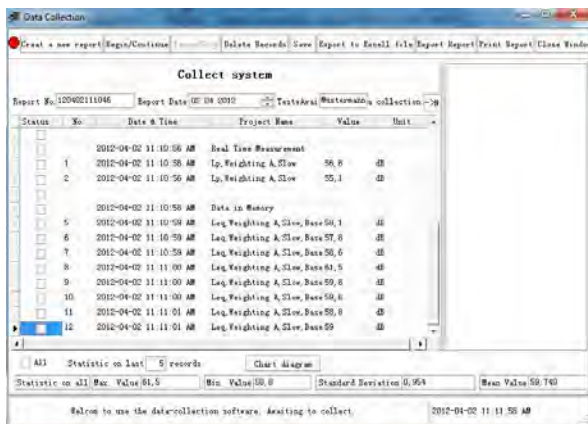 Data Collection
Creat a new report Begin/Continue Delete Records Save Export to Excell file Export Report Print Report Close Windo
Collect system
Report No. 120402111046 Report Date 02 04 2012 Mustermann collection
Status No Date & Time Project Name Value Unit
2012-04-02 11:10:56 AM Real Time Measurement
1 2012-04-02 11:10:56 AM Lp, Weighting A, Slow 56,8 dB
2 2012-04-02 11:10:56 AM Lp, Weighting A, Slow 55,1 dB
2012-04-02 11:10:58 AM Data in Memory
5 2012-04-02 11:10:59 AM Leq, Weighting A, Slow, Base 59,1 dB
6 2012-04-02 11:10:59 AM Leq, Weighting A, Slow, Base 57,8 dB
7 2012-04-02 11:10:59 AM Leq, Weighting A, Slow, Base 58,6 dB
8 2012-04-02 11:11:00 AM Leq, Weighting A, Slow, Base 61,5 dB
9 2012-04-02 11:11:00 AM Leq, Weighting A, Slow, Base 59,8 dB
10 2012-04-02 11:11:00 AM Leq, Weighting A, Slow, Base 59,8 dB
11 2012-04-02 11:11:01 AM Leq, Weighting A, Slow, Base 58,8 dB
12 2012-04-02 11:11:01 AM Leq, Weighting A, Slow, Base 59 dB
All Statistic on last 5 records Chart diagram
Statistic on all Max. Value 61,5 Min. Value Standard Deviation 0,954 Mean Value 59,740
Welcom to use the data-collection software. Awaiting to collect. 2012-04-02 11:11:58 AM